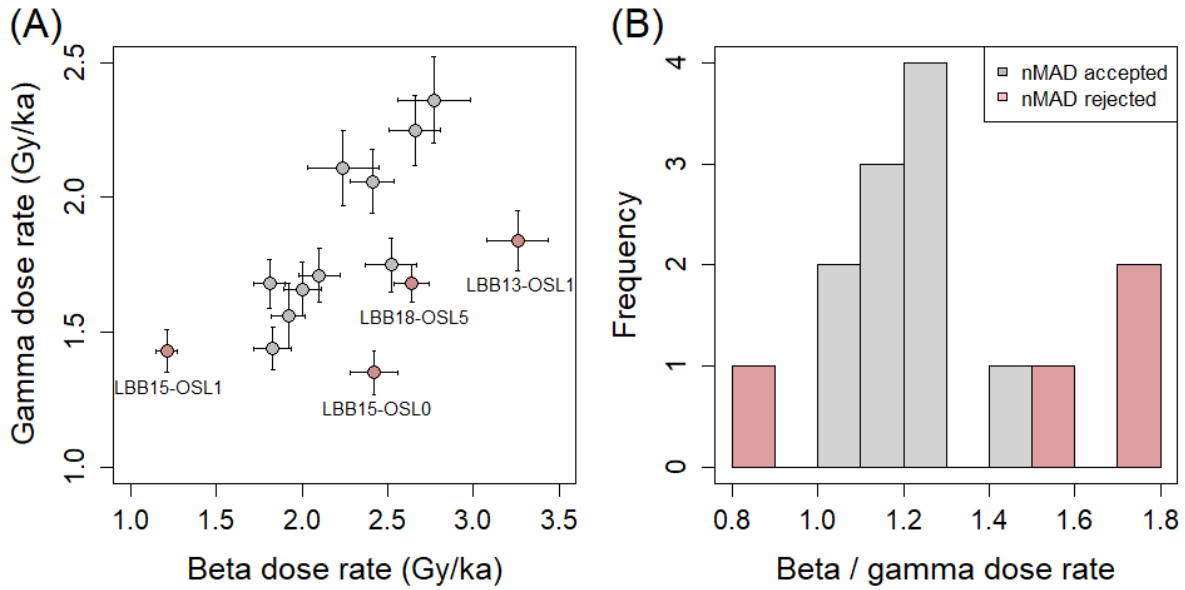 (A)
Gamma dose rate (Gy/ka)
2.5
2.0
1.5
1.0
LBB13-OSL1
LBB18-OSL5
LBB15-OSL1
LBB15-OSL0
1.0 1.5 2.0 2.5 3.0 3.5
Beta dose rate (Gy/ka)
(B)
Frequency
4
3
2
1
0
nMAD accepted
nMAD rejected
0.8 1.0 1.2 1.4 1.6 1.8
Beta / gamma dose rate